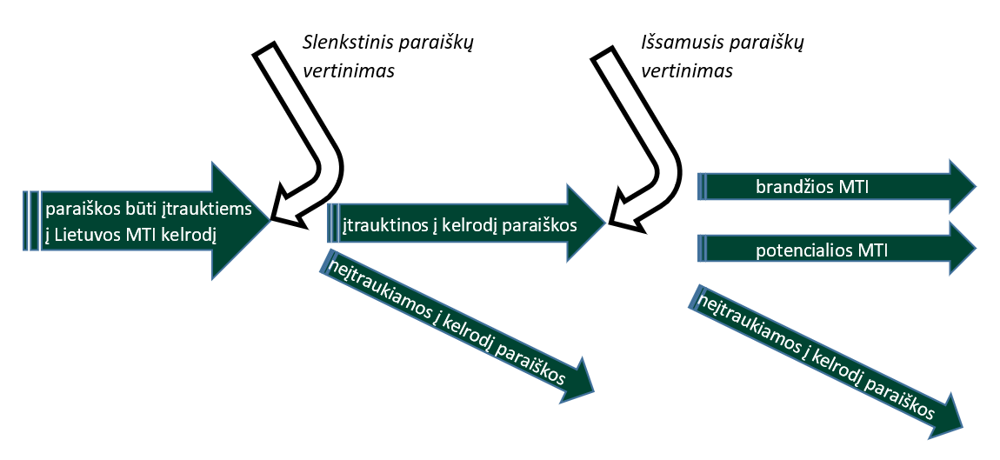 Slenkstinis paraiškų
vertinimas
Išsamusis paraiškų
vertinimas
paraiškos būti įtrauktiems
į Lietuvos MTI kelrodį
įtrauktinos į kelrodį paraiškos
neįtraukiamos į kelrodį paraiškos
brandžios MTI
potencialios MTI
neįtraukiamos į kelrodį paraiškos